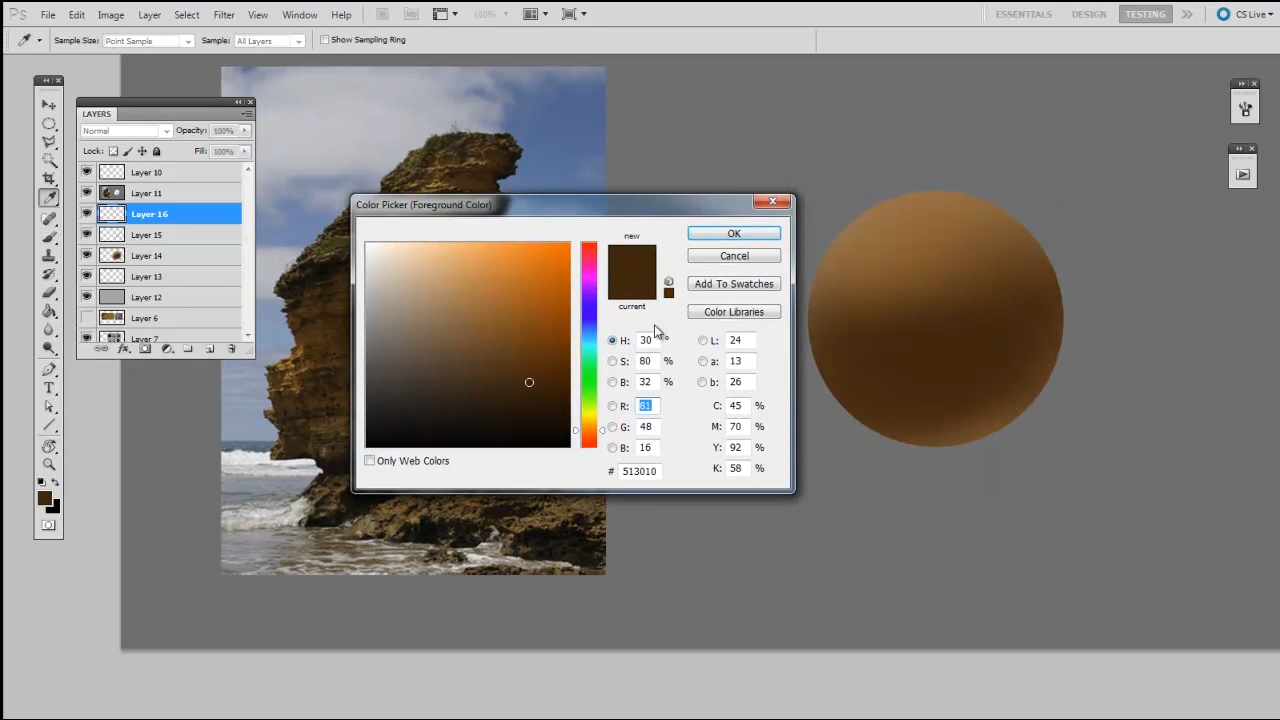 Ps File Edit Image Layer Select Filter Analysis View Window Help 100% ESSENTIALS DESIGN TESTING CS Live
Sample Size: Point Sample Sample: All Layers Show Sampling Ring
LAYERS
Normal Opacity: 100%
Lock: Fill: 100%
Layer 10
Layer 11
Layer 16
Layer 15
Layer 14
Layer 13
Layer 12
Layer 6
Layer 7
Color Picker (Foreground Color)
new
current
OK
Cancel
Add To Swatches
Color Libraries
H: 30 °
S: 80 %
B: 32 %
R: 81
G: 48
B: 16
# 513010
L: 24
a: 13
b: 26
C: 45 %
M: 70 %
Y: 92 %
K: 58 %
Only Web Colors